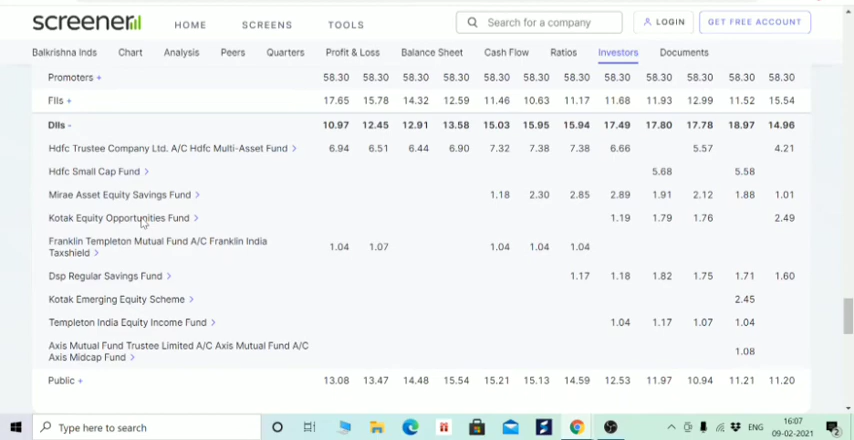 screener
HOME SCREENS TOOLS
Search for a company
LOGIN
GET FREE ACCOUNT
Balkrishna Inds Chart Analysis Peers Quarters Profit & Loss Balance Sheet Cash Flow Ratios Investors Documents
Promoters + 58.30 58.30 58.30 58.30 58.30 58.30 58.30 58.30 58.30 58.30 58.30 58.30
FIIs + 17.65 15.78 14.32 12.59 11.46 10.63 11.17 11.68 11.93 12.99 11.52 15.54
DIIs - 10.97 12.45 12.91 13.58 15.03 15.95 15.94 17.49 17.80 17.78 18.97 14.96
Hdfc Trustee Company Ltd. A/C Hdfc Multi-Asset Fund > 6.94 6.51 6.44 6.90 7.32 7.38 7.38 6.66 5.57 4.21
Hdfc Small Cap Fund > 5.68 5.58
Mirae Asset Equity Savings Fund > 1.18 2.30 2.85 2.89 1.91 2.12 1.88 1.01
Kotak Equity Opportunities Fund > 1.19 1.79 1.76 2.49
Franklin Templeton Mutual Fund A/C Franklin India
Taxshield > 1.04 1.07 1.04 1.04 1.04
Dsp Regular Savings Fund > 1.17 1.18 1.82 1.75 1.71 1.60
Kotak Emerging Equity Scheme > 2.45
Templeton India Equity Income Fund > 1.04 1.17 1.07 1.04
Axis Mutual Fund Trustee Limited A/C Axis Mutual Fund A/C
Axis Midcap Fund > 1.08
Public + 13.08 13.47 14.48 15.54 15.21 15.13 14.59 12.53 11.97 10.94 11.21 11.20
Type here to search
ENG
16:07
09-02-2021
2